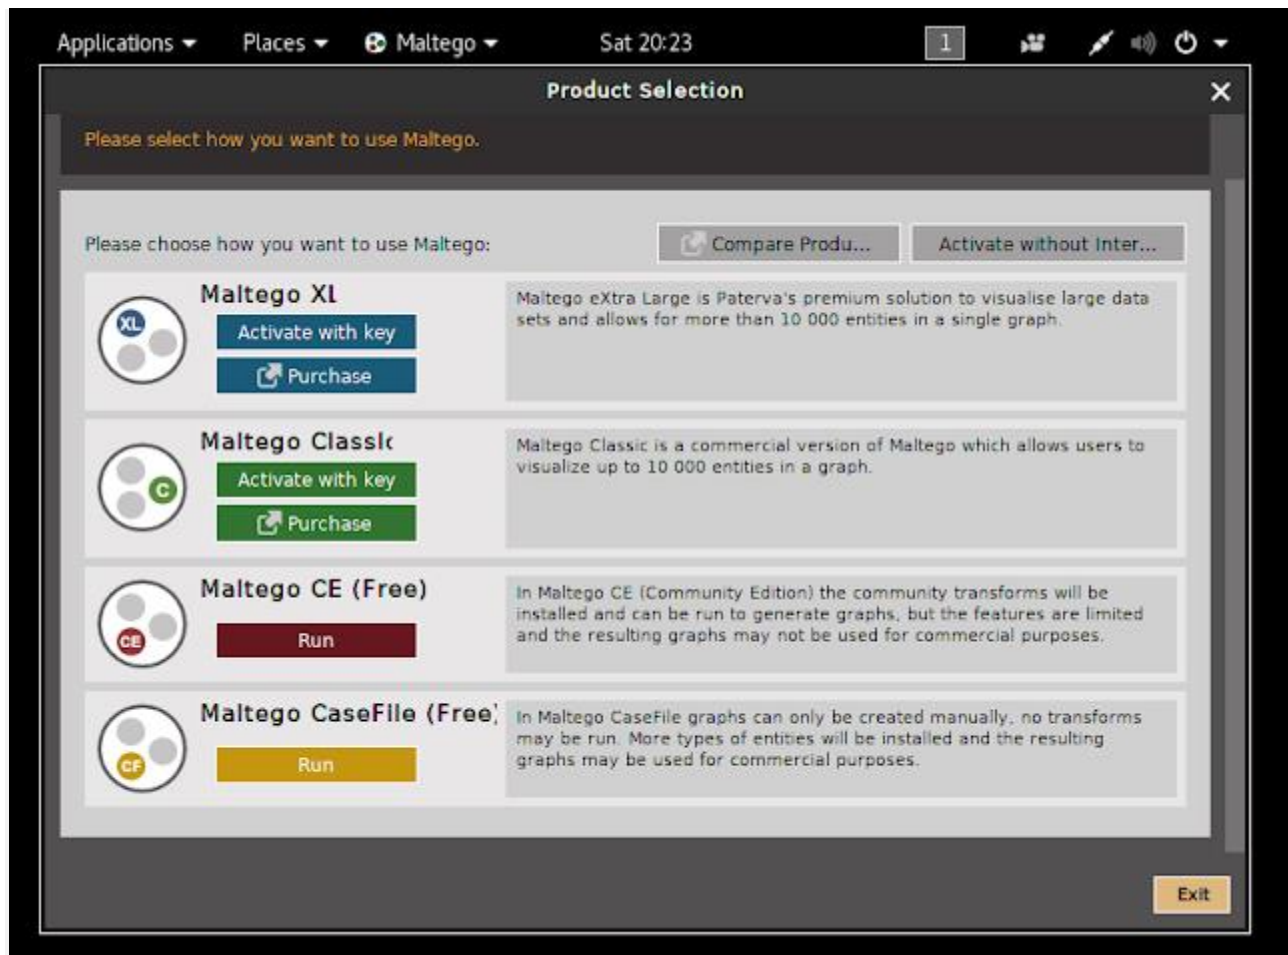 Applications Places Maltego Sat 20:23 1
Product Selection
Please select how you want to use Maltego.
Please choose how you want to use Maltego:
Compare Produ... Activate without Inter...
XL
Maltego XL
Activate with key
Purchase
Maltego eXtra Large is Paterva's premium solution to visualise large data
sets and allows for more than 10 000 entities in a single graph.
C
Maltego Classic
Activate with key
Purchase
Maltego Classic is a commercial version of Maltego which allows users to
visualize up to 10 000 entities in a graph.
CE
Maltego CE (Free)
Run
In Maltego CE (Community Edition) the community transforms will be
installed and can be run to generate graphs, but the features are limited
and the resulting graphs may not be used for commercial purposes.
CF
Maltego CaseFile (Free)
Run
In Maltego CaseFile graphs can only be created manually, no transforms
may be run. More types of entities will be installed and the resulting
graphs may be used for commercial purposes.
Exit